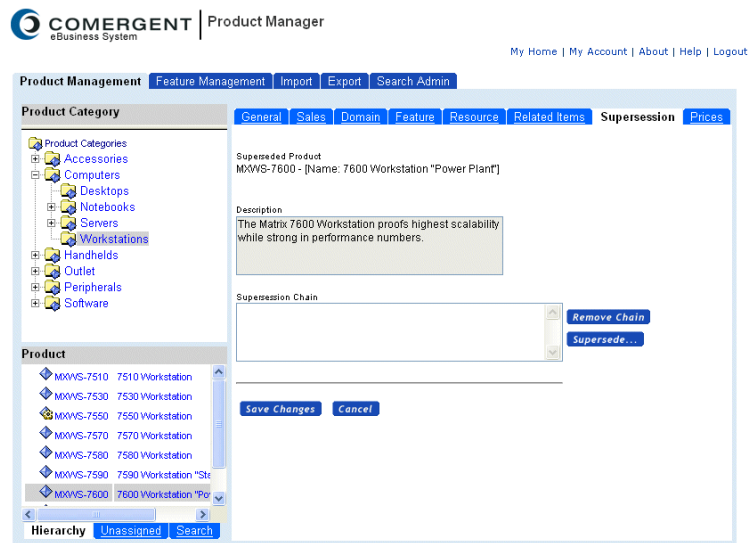 COMERGENT
eBusiness System
Product Manager
My Home | My Account | About | Help | Logout
Product Management Feature Management Import Export Search Admin
Product Category
Product Categories
Accessories
Computers
Desktops
Notebooks
Servers
Workstations
Handhelds
Outlet
Peripherals
Software
Product
MXWS-7510 7510 Workstation
MXWS-7530 7530 Workstation
MXWS-7550 7550 Workstation
MXWS-7570 7570 Workstation
MXWS-7580 7580 Workstation
MXWS-7590 7590 Workstation "Sta
MXWS-7600 7600 Workstation "Po
Hierarchy Unassigned Search
General Sales Domain Feature Resource Related Items Supersession Prices
Superseded Product
MXWS-7600 - [Name: 7600 Workstation "Power Plant"]
Description
The Matrix 7600 Workstation proofs highest scalability
while strong in performance numbers.
Supersession Chain
Remove Chain
Supersede...
Save Changes Cancel